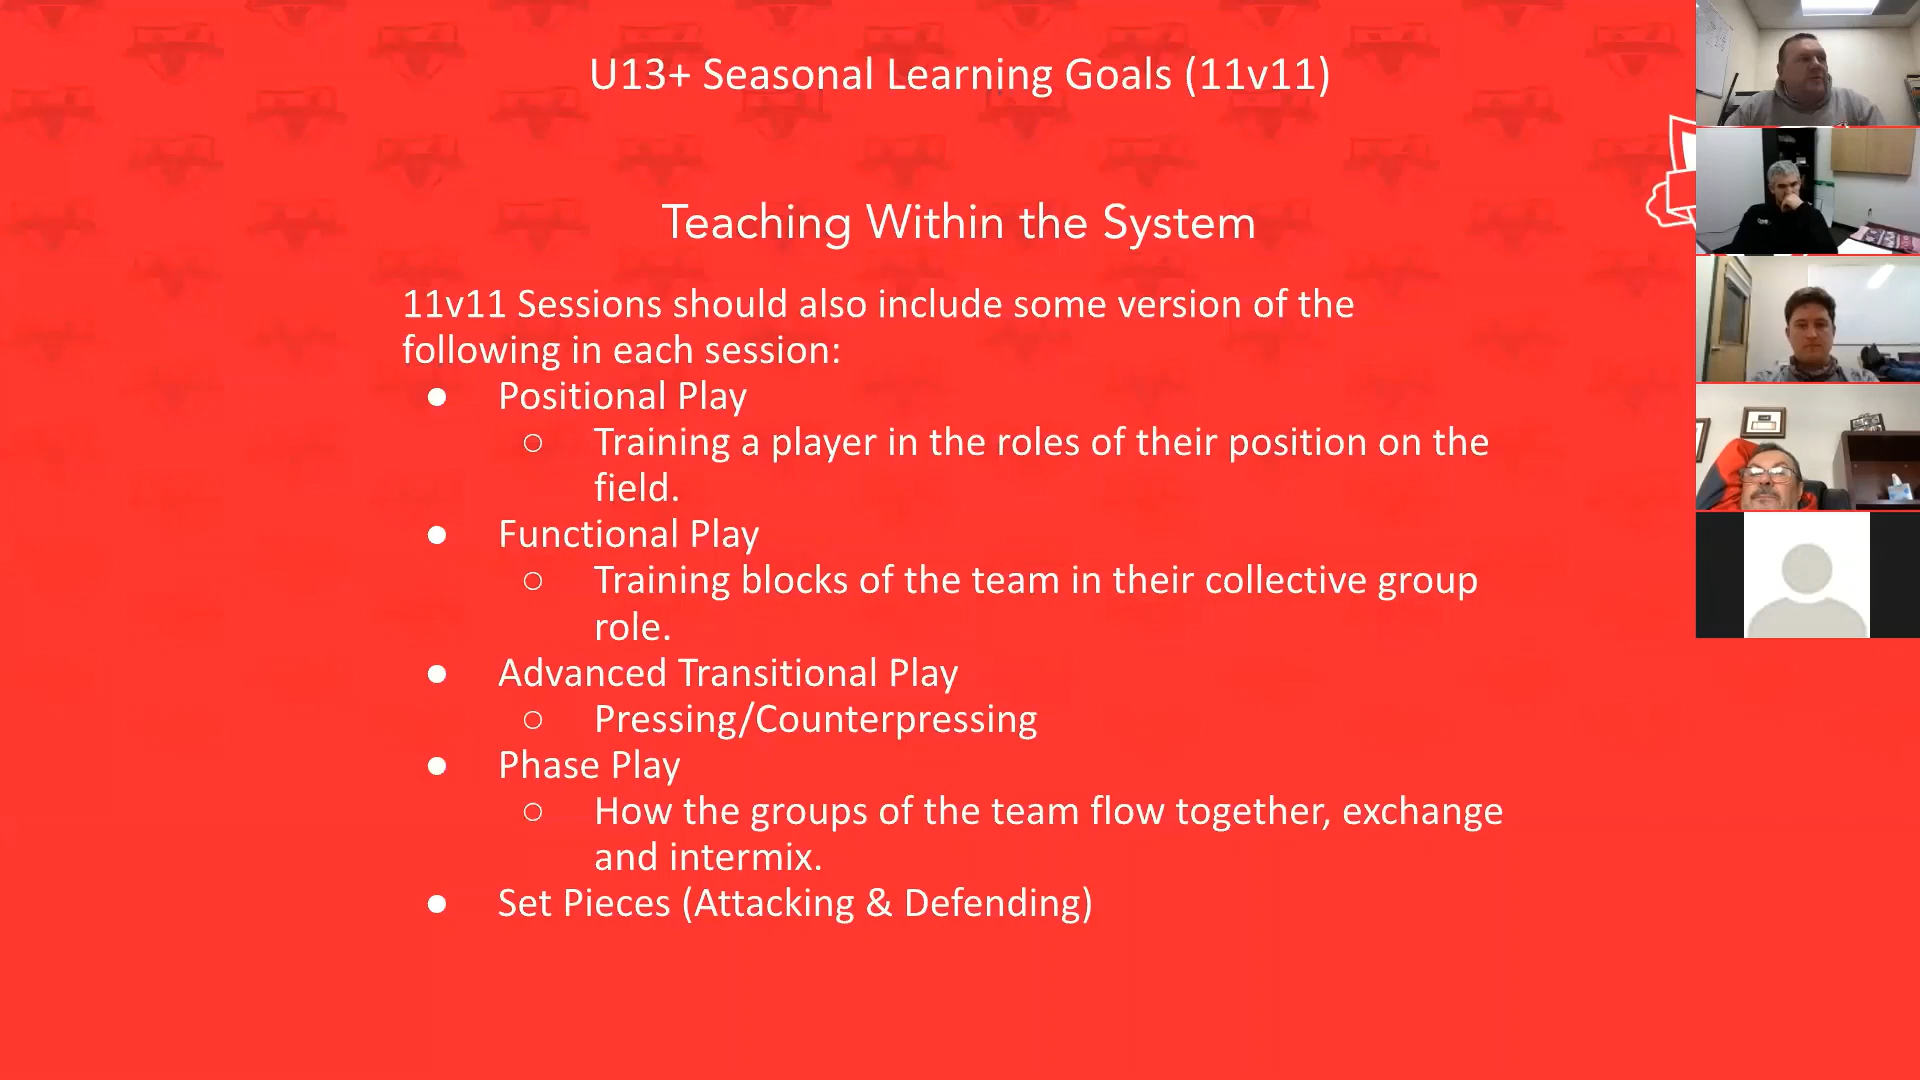 U13+ Seasonal Learning Goals (11v11)
Teaching Within the System
11v11 Sessions should also include some version of the
following in each session:
● Positional Play
○ Training a player in the roles of their position on the
field.
● Functional Play
○ Training blocks of the team in their collective group
role.
● Advanced Transitional Play
○ Pressing/Counterpressing
● Phase Play
○ How the groups of the team flow together, exchange
and intermix.
● Set Pieces (Attacking & Defending)